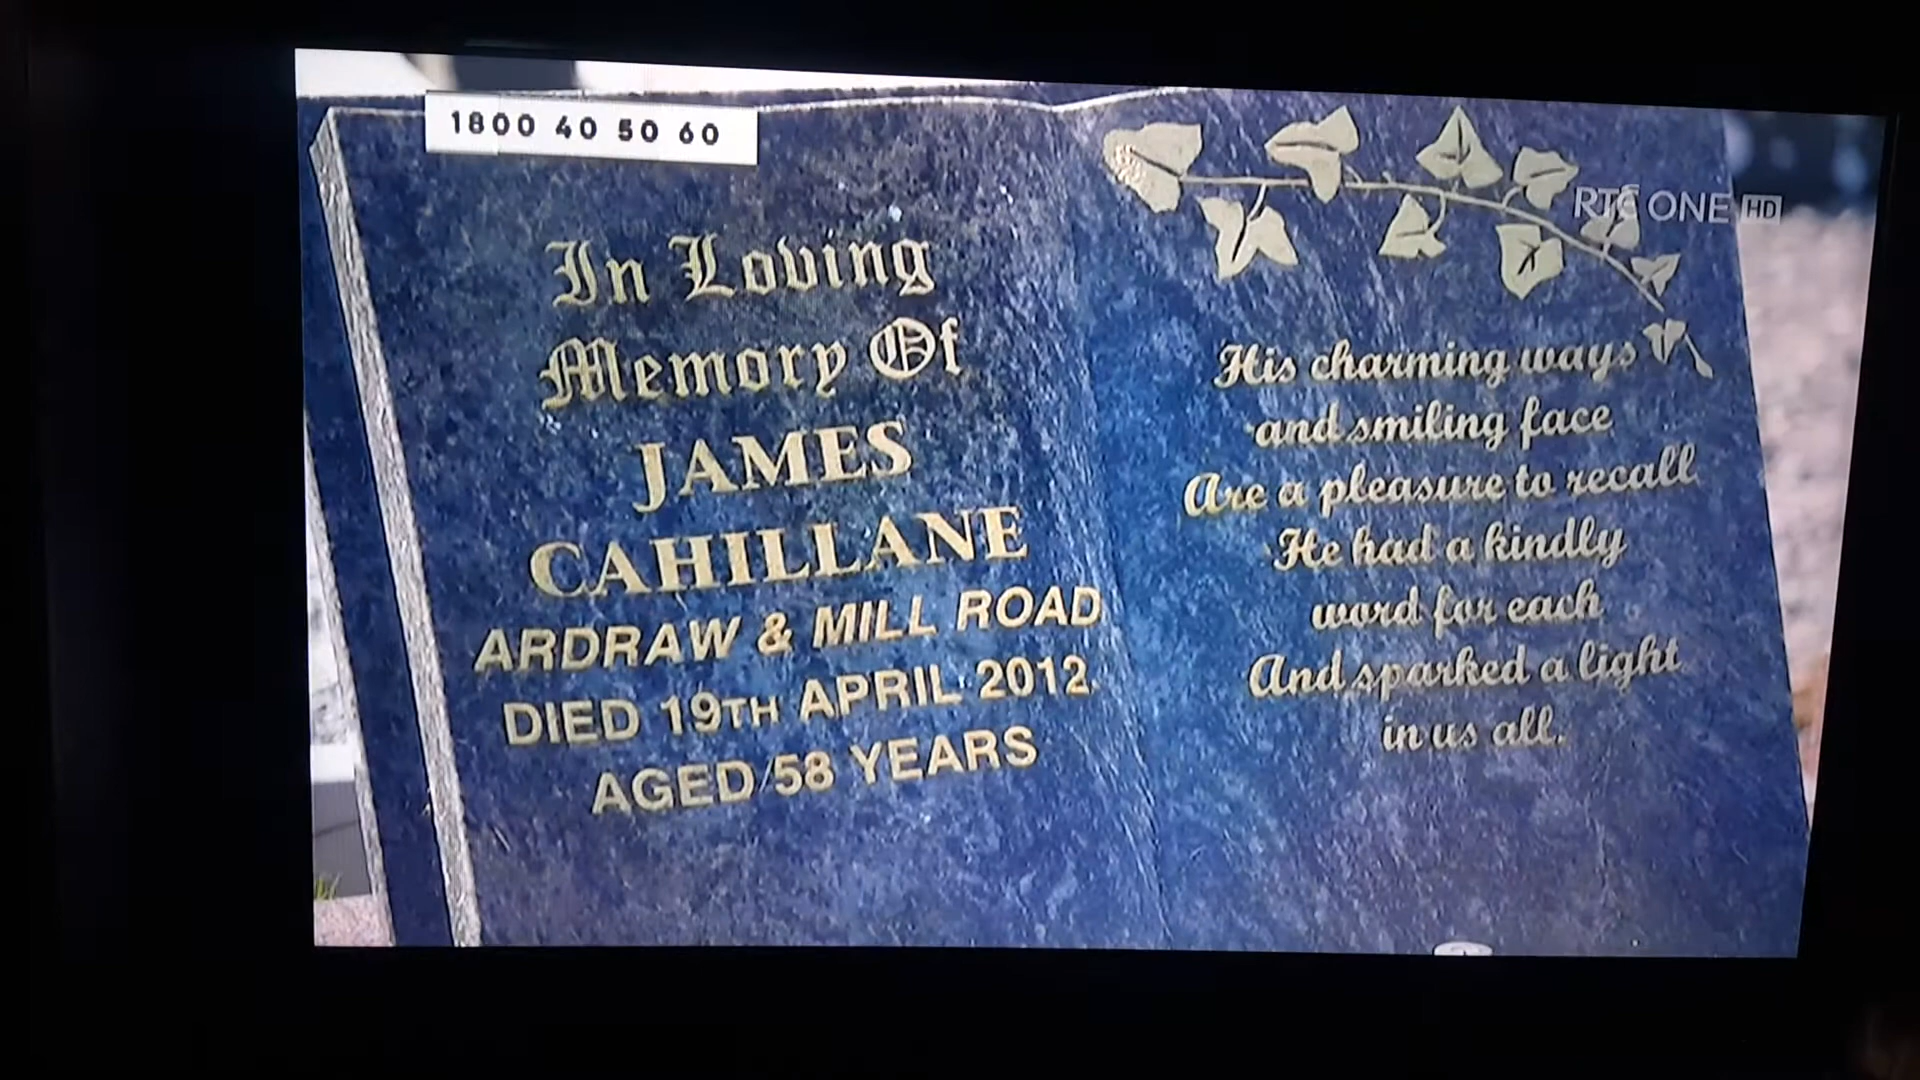 1800 40 50 60
RTÉ ONE HD
In Loving
Memory Of
JAMES
CAHILLANE
ARDRAW & MILL ROAD
DIED 19TH APRIL 2012
AGED 58 YEARS
His charming ways
and smiling face
Are a pleasure to recall
He had a kindly
word for each
And sparked a light
in us all.